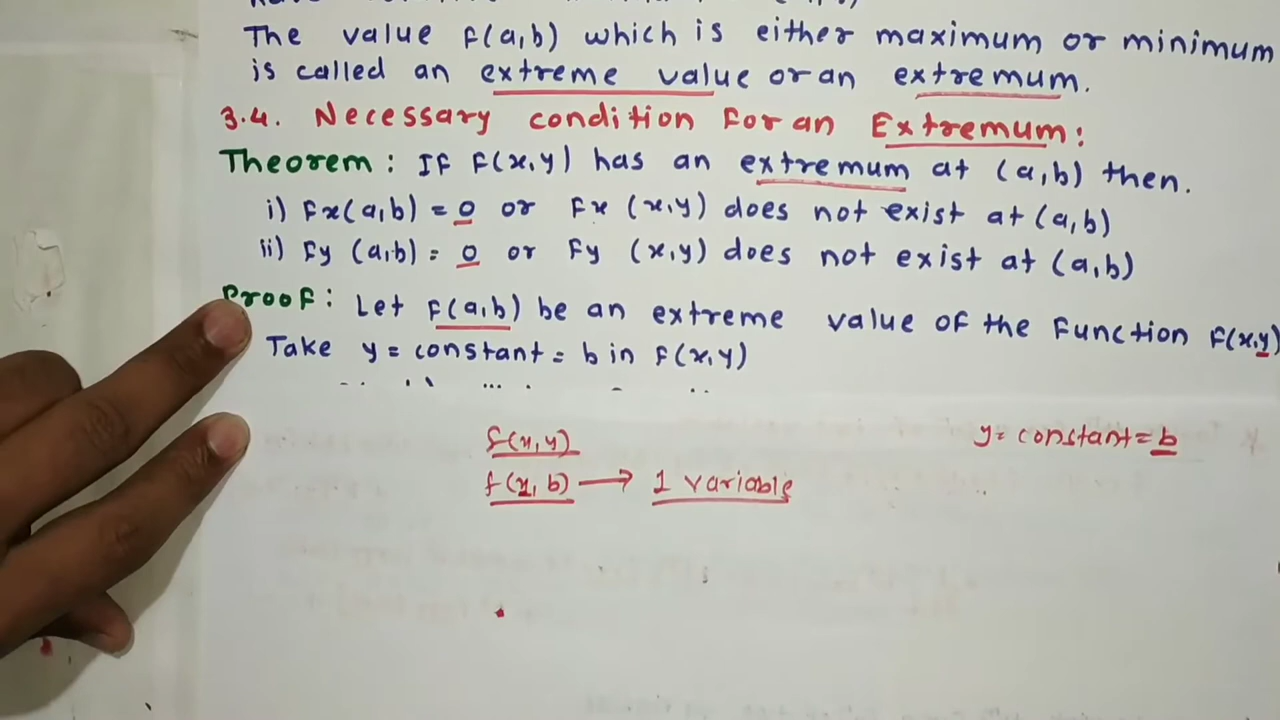 The value f(a,b) which is either maximum or minimum
is called an extreme value or an extremum.
3.4. Necessary condition for an Extremum:
Theorem: If f(x,y) has an extremum at (a,b) then.
i) fx(a,b) = 0 or fx (x,y) does not exist at (a,b)
ii) fy (a,b) = 0 or fy (x,y) does not exist at (a,b)
Proof: Let f(a,b) be an extreme value of the function f(x,y)
Take y = constant = b in f(x,y)
f(x,y)
y = constant = b
f(x,b) → 1 variable